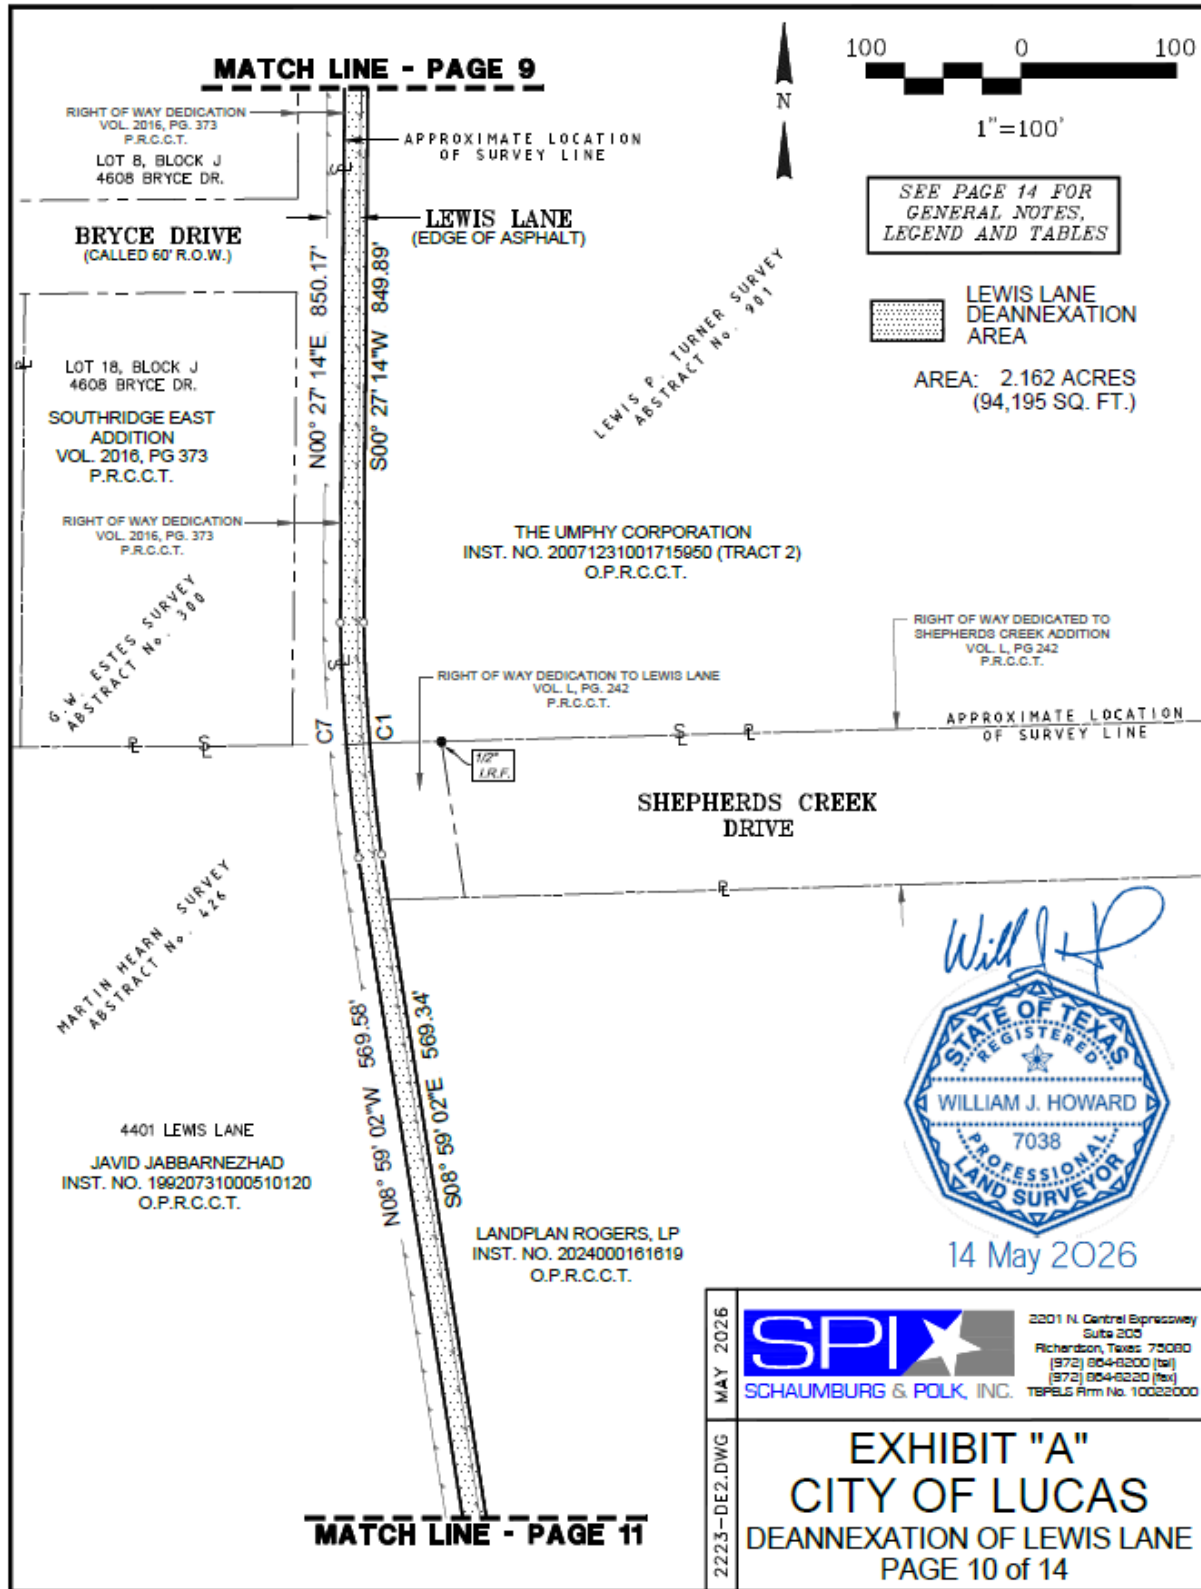 MATCH LINE - PAGE 9
100 0 100
1"=100'
N
RIGHT OF WAY DEDICATION
VOL. 2016, PG. 373
P.R.C.C.T.
LOT 8, BLOCK J
4608 BRYCE DR.
APPROXIMATE LOCATION
OF SURVEY LINE
SEE PAGE 14 FOR
GENERAL NOTES,
LEGEND AND TABLES
BRYCE DRIVE
(CALLED 60' R.O.W.)
LEWIS LANE
(EDGE OF ASPHALT)
N00° 27' 14"E 850.17'
S00° 27' 14"W 849.89'
LEWIS P. TURNER SURVEY
ABSTRACT No. 901
LEWIS LANE
DEANNEXATION
AREA
AREA: 2.162 ACRES
(94,195 SQ. FT.)
LOT 18, BLOCK J
4608 BRYCE DR.
SOUTHRIDGE EAST
ADDITION
VOL. 2016, PG 373
P.R.C.C.T.
RIGHT OF WAY DEDICATION
VOL. 2016, PG. 373
P.R.C.C.T.
THE UMPHY CORPORATION
INST. NO. 20071231001715950 (TRACT 2)
O.P.R.C.C.T.
G.W. ESTES SURVEY
ABSTRACT No. 300
RIGHT OF WAY DEDICATED TO
SHEPHERDS CREEK ADDITION
VOL. L, PG 242
P.R.C.C.T.
RIGHT OF WAY DEDICATION TO LEWIS LANE
VOL. L, PG. 242
P.R.C.C.T.
C7
C1
APPROXIMATE LOCATION
OF SURVEY LINE
1/2"
I.R.F.
SHEPHERDS CREEK
DRIVE
MARTIN HEARN SURVEY
ABSTRACT No. 426
N08° 59' 02"W 569.58'
S08° 59' 02"E 569.34'
4401 LEWIS LANE
JAVID JABBARNEZHAD
INST. NO. 19920731000510120
O.P.R.C.C.T.
LANDPLAN ROGERS, LP
INST. NO. 2024000161619
O.P.R.C.C.T.
STATE OF TEXAS
REGISTERED
WILLIAM J. HOWARD
7038
PROFESSIONAL
LAND SURVEYOR
14 May 2026
MAY 2026
SPI
SCHAUMBURG & POLK, INC.
2201 N. Central Expressway
Suite 205
Richardson, Texas 75080
(972) 864-8200 (tel)
(972) 864-8220 (fax)
TBPELS Firm No. 10022000
2223-DE2.DWG
EXHIBIT "A"
CITY OF LUCAS
DEANNEXATION OF LEWIS LANE
PAGE 10 of 14
MATCH LINE - PAGE 11